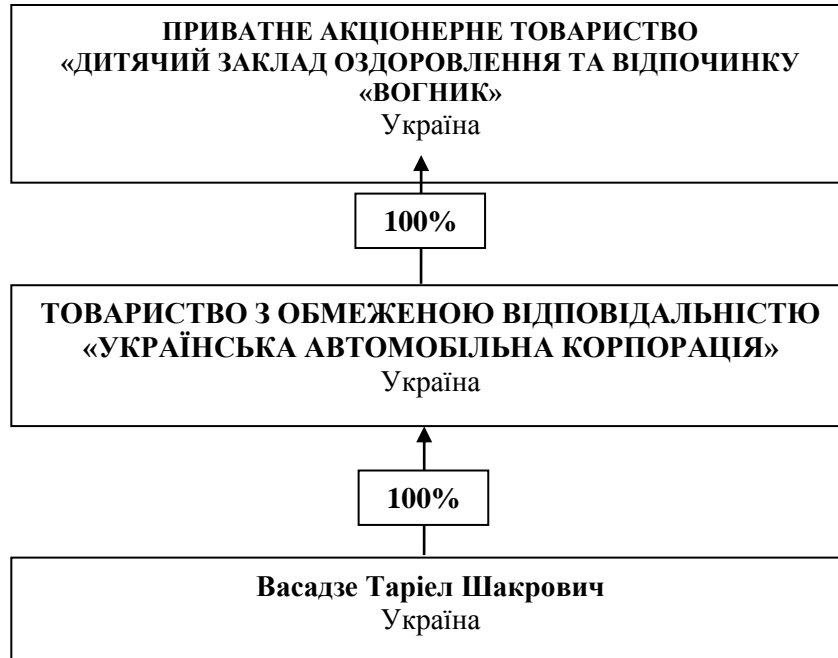 ПРИВАТНЕ АКЦІОНЕРНЕ ТОВАРИСТВО
«ДИТЯЧИЙ ЗАКЛАД ОЗДОРОВЛЕННЯ ТА ВІДПОЧИНКУ
«ВОГНИК»
Україна
100%
ТОВАРИСТВО З ОБМЕЖЕНОЮ ВІДПОВІДАЛЬНІСТЮ
«УКРАЇНСЬКА АВТОМОБІЛЬНА КОРПОРАЦІЯ»
Україна
100%
Васадзе Таріел Шакрович
Україна